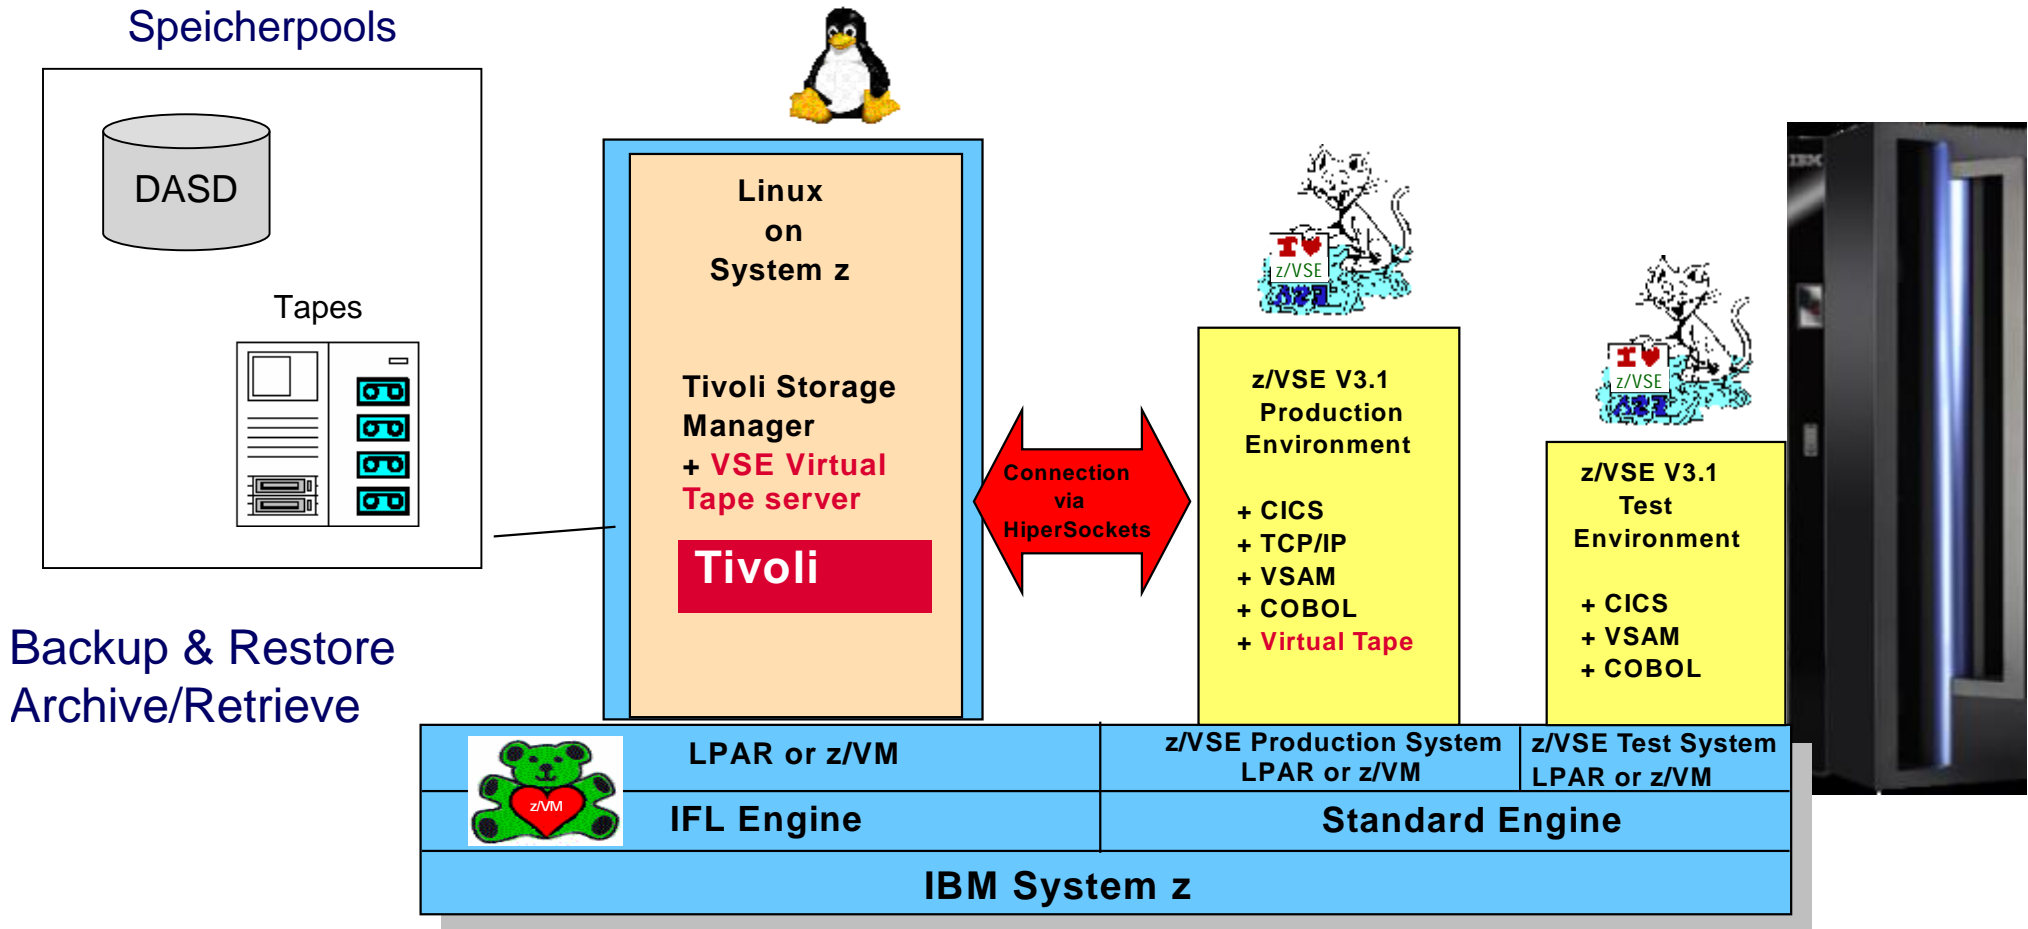 Speicherpools
DASD
Tapes
Backup & Restore
Archive/Retrieve
Linux
on
System z
Tivoli Storage
Manager
+ VSE Virtual
Tape server
Tivoli
Connection
via
HiperSockets
I
z/VSE
z/VSE V3.1
Production
Environment
+ CICS
+ TCP/IP
+ VSAM
+ COBOL
+ Virtual Tape
I
z/VSE
z/VSE V3.1
Test
Environment
+ CICS
+ VSAM
+ COBOL
IBM
z/VM
LPAR or z/VM
z/VSE Production System
LPAR or z/VM
z/VSE Test System
LPAR or z/VM
IFL Engine
Standard Engine
IBM System z